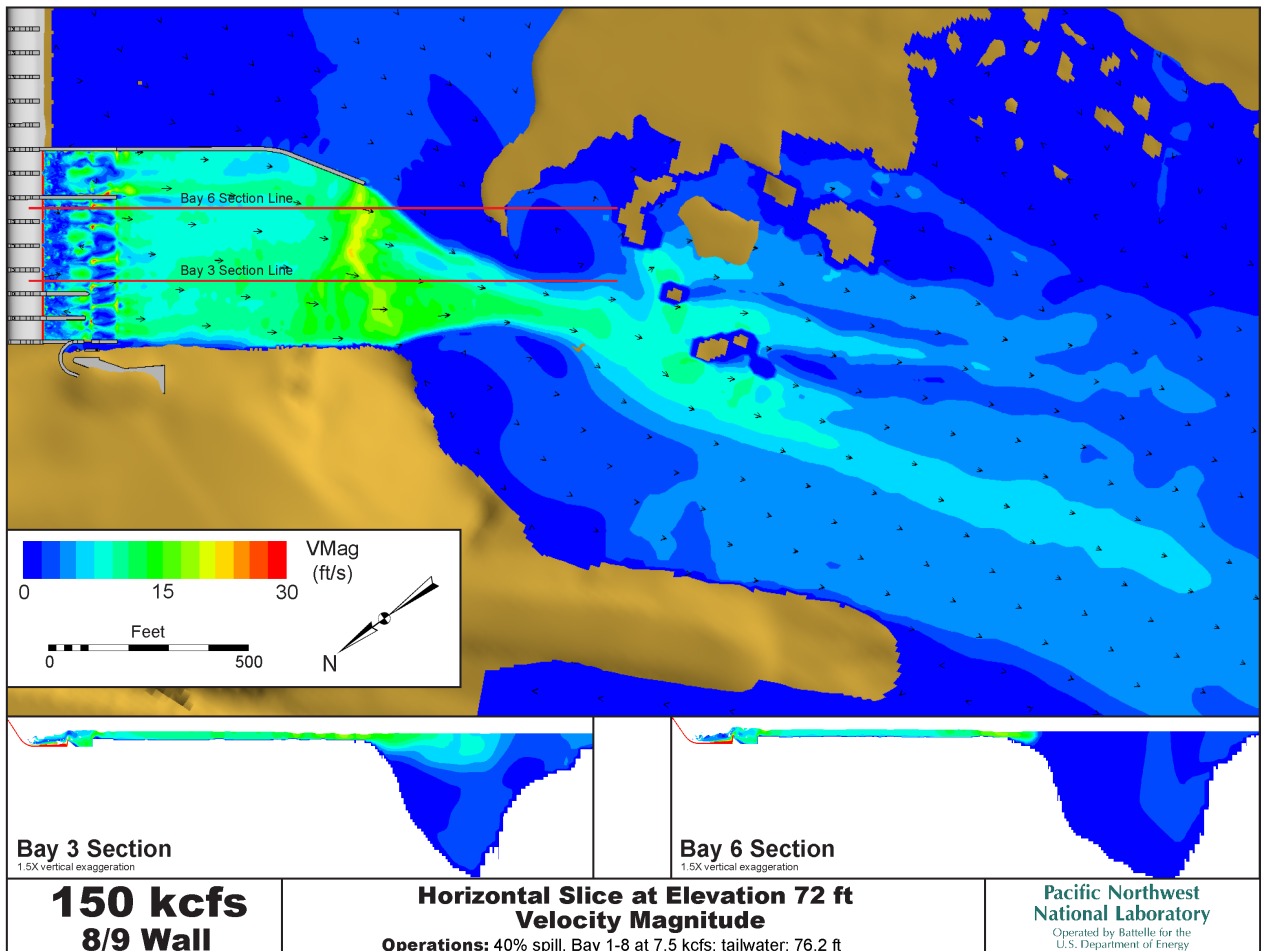 Bay 6 Section Line
Bay 3 Section Line
VMag
(ft/s)
0 15 30
Feet
0 500
N
Bay 3 Section
1.5X vertical exaggeration
Bay 6 Section
1.5X vertical exaggeration
150 kcfs
8/9 Wall
Horizontal Slice at Elevation 72 ft
Velocity Magnitude
Operations: 40% spill, Bay 1-8 at 7.5 kcfs; tailwater: 76.2 ft
Pacific Northwest
National Laboratory
Operated by Battelle for the
U.S. Department of Energy